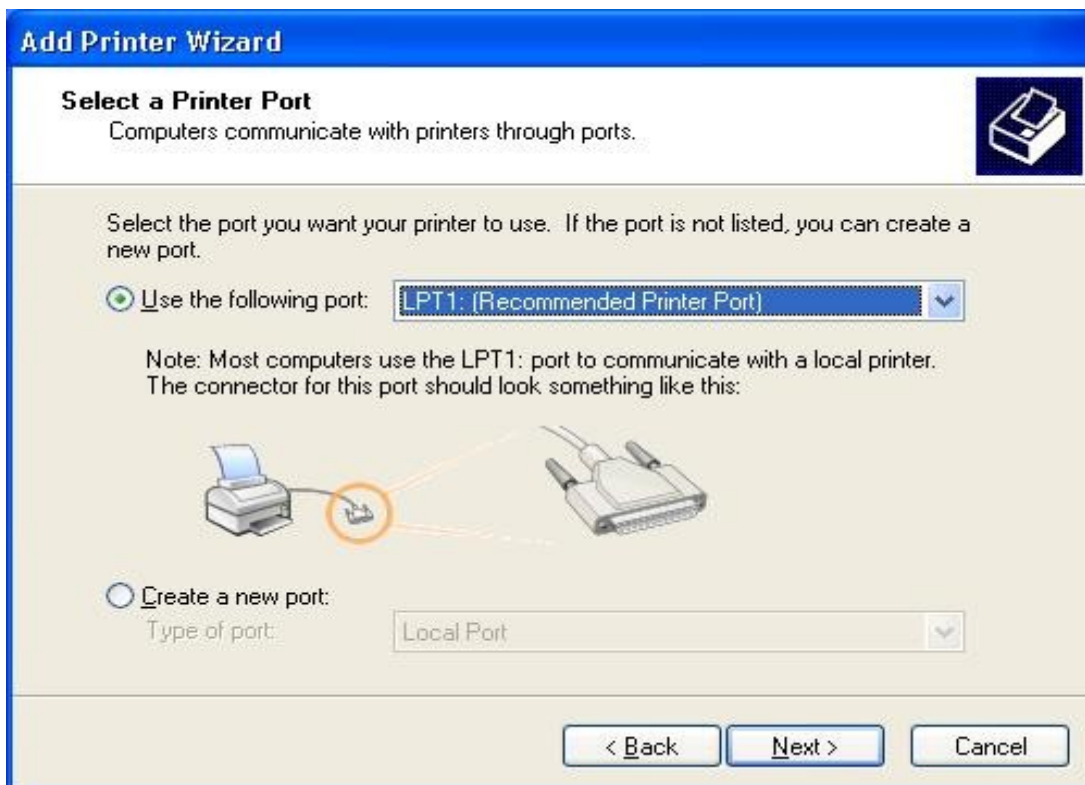 Add Printer Wizard
Select a Printer Port
Computers communicate with printers through ports.
Select the port you want your printer to use. If the port is not listed, you can create a
new port.
Use the following port: LPT1: (Recommended Printer Port)
Note: Most computers use the LPT1: port to communicate with a local printer.
The connector for this port should look something like this:
Create a new port:
Type of port: Local Port
< Back Next > Cancel